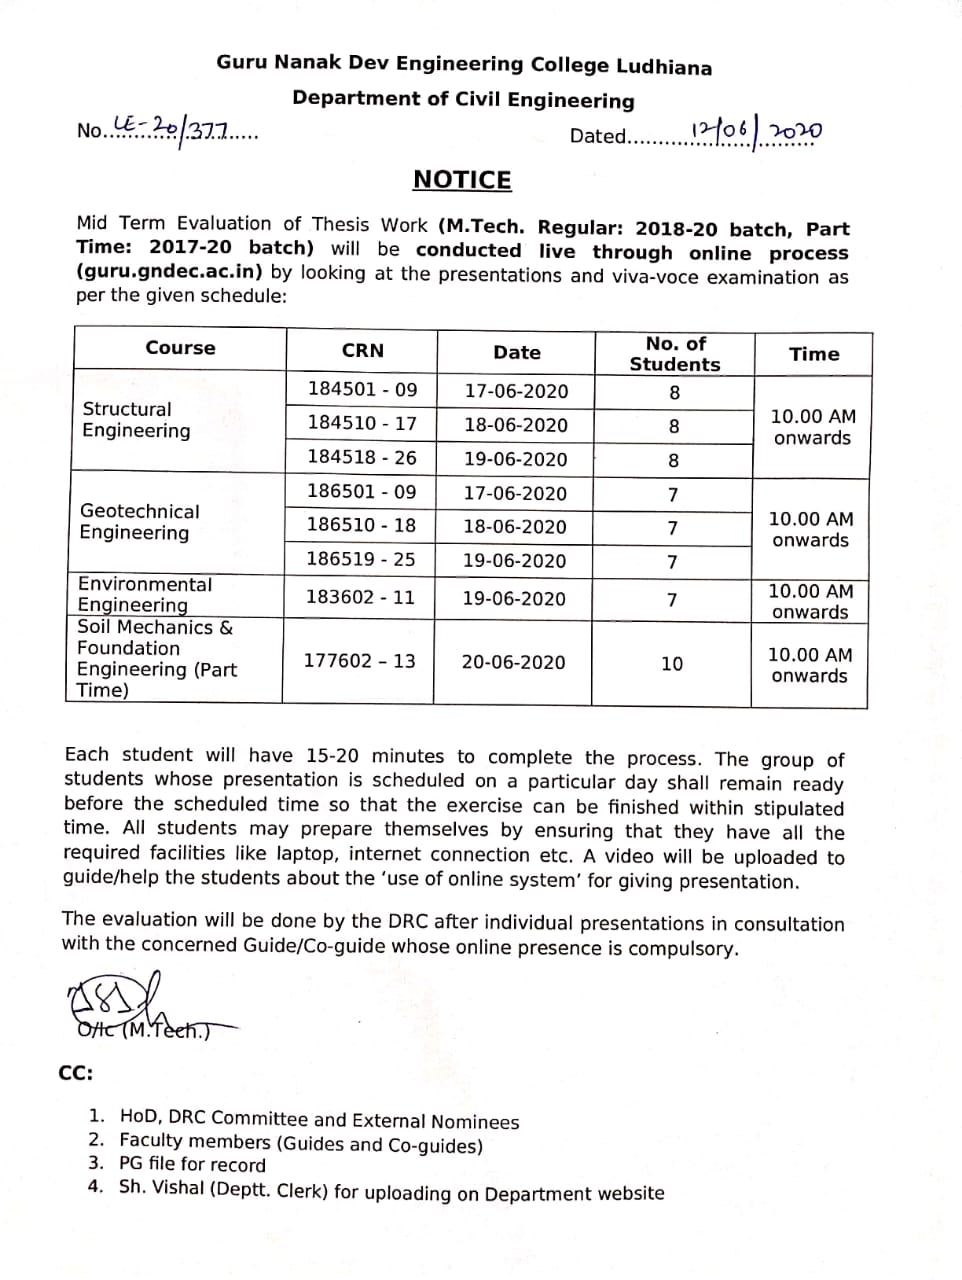 Guru Nanak Dev Engineering College Ludhiana
Department of Civil Engineering
No. CE-20/377
Dated 12/06/2020
NOTICE
Mid Term Evaluation of Thesis Work (M.Tech. Regular: 2018-20 batch, Part
Time: 2017-20 batch) will be conducted live through online process
(guru.gndec.ac.in) by looking at the presentations and viva-voce examination as
per the given schedule:
Course CRN Date No. of Students Time
Structural Engineering
184501 - 09 17-06-2020 8
184510 - 17 18-06-2020 8
184518 - 26 19-06-2020 8
10.00 AM onwards
Geotechnical Engineering
186501 - 09 17-06-2020 7
186510 - 18 18-06-2020 7
186519 - 25 19-06-2020 7
10.00 AM onwards
Environmental Engineering 183602 - 11 19-06-2020 7 10.00 AM onwards
Soil Mechanics & Foundation Engineering (Part Time) 177602 – 13 20-06-2020 10 10.00 AM onwards
Each student will have 15-20 minutes to complete the process. The group of
students whose presentation is scheduled on a particular day shall remain ready
before the scheduled time so that the exercise can be finished within stipulated
time. All students may prepare themselves by ensuring that they have all the
required facilities like laptop, internet connection etc. A video will be uploaded to
guide/help the students about the ‘use of online system’ for giving presentation.
The evaluation will be done by the DRC after individual presentations in consultation
with the concerned Guide/Co-guide whose online presence is compulsory.
O/Ic (M.Tech.)
CC:
1. HoD, DRC Committee and External Nominees
2. Faculty members (Guides and Co-guides)
3. PG file for record
4. Sh. Vishal (Deptt. Clerk) for uploading on Department website